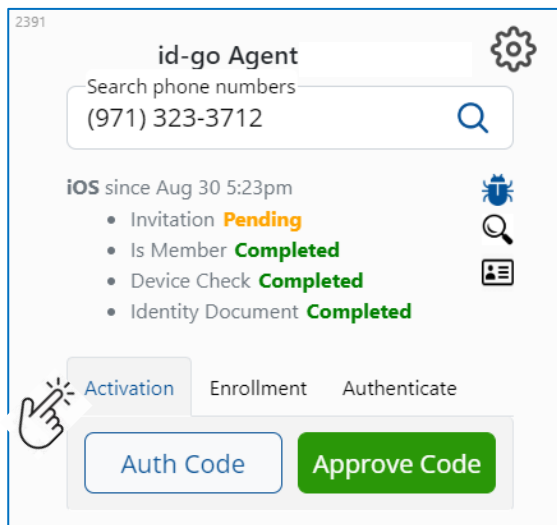 2391
id-go Agent
Search phone numbers
(971) 323-3712
iOS since Aug 30 5:23pm
• Invitation Pending
• Is Member Completed
• Device Check Completed
• Identity Document Completed
Activation Enrollment Authenticate
Auth Code Approve Code